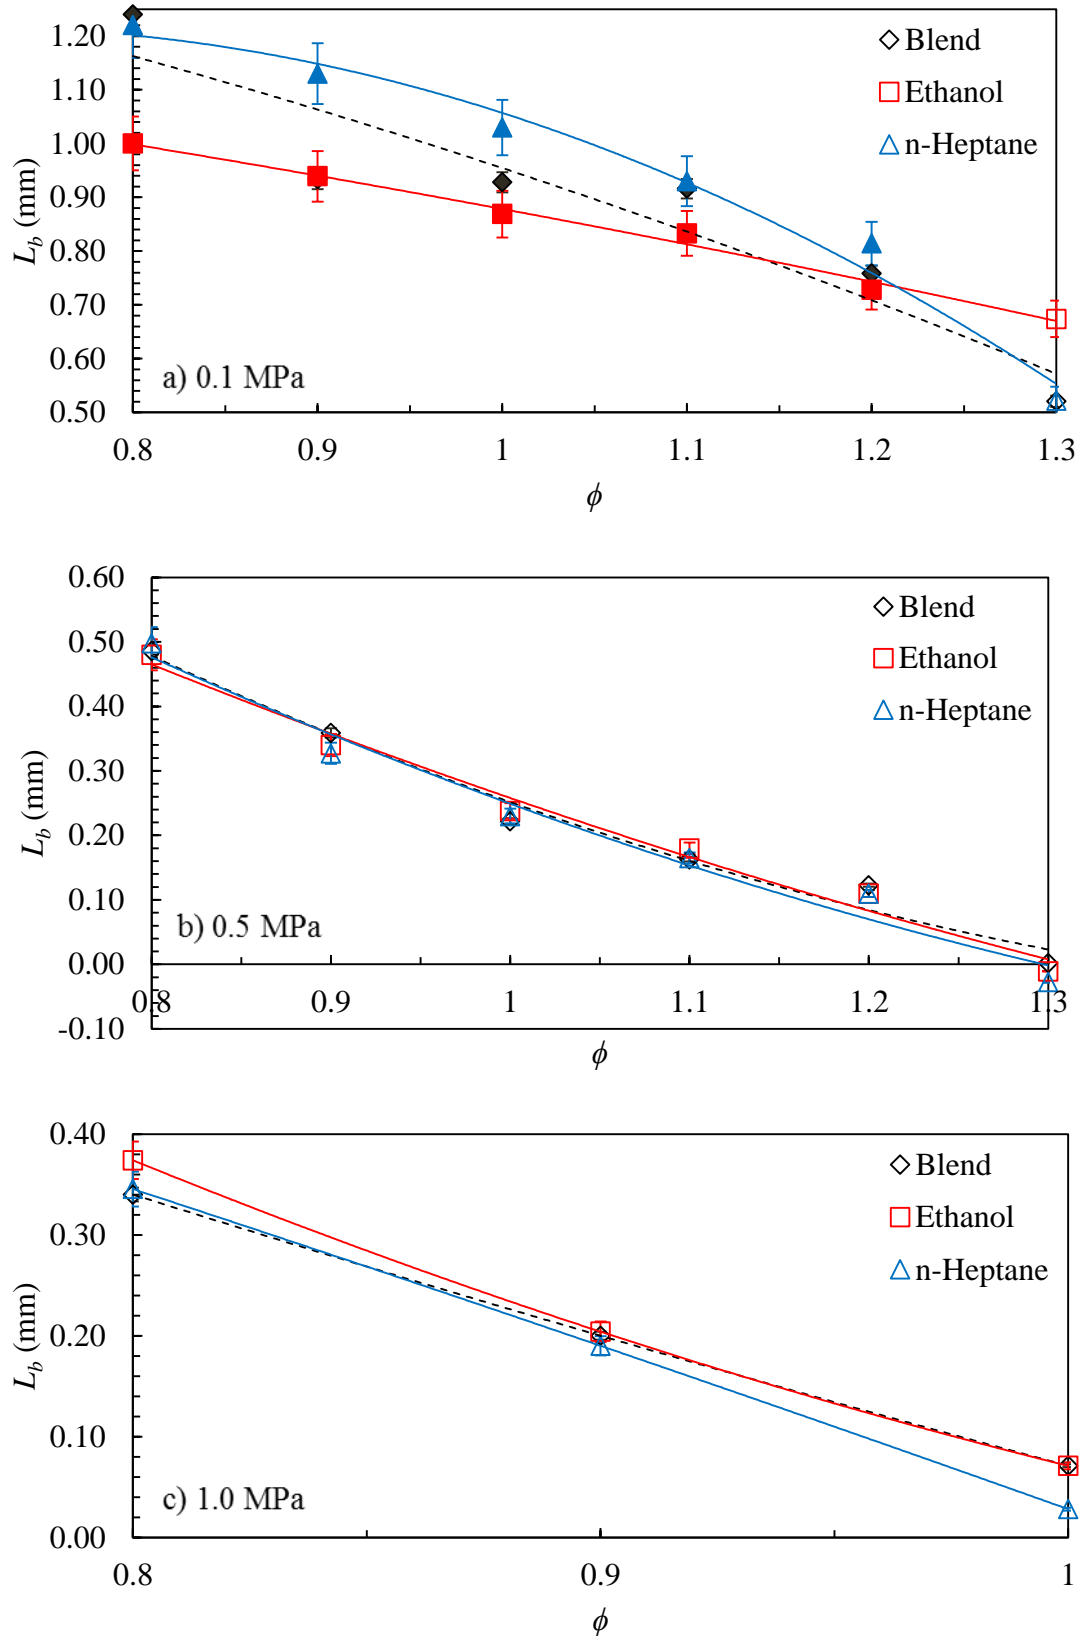 1.20
1.10
1.00
0.90
0.80
0.70
0.60
0.50
L_b (mm)
Blend
Ethanol
n-Heptane
a) 0.1 MPa
0.8 0.9 1 1.1 1.2 1.3
ϕ
0.60
0.50
0.40
0.30
0.20
0.10
0.00
-0.10
L_b (mm)
Blend
Ethanol
n-Heptane
b) 0.5 MPa
0.8 0.9 1 1.1 1.2 1.3
ϕ
0.40
0.30
0.20
0.10
0.00
L_b (mm)
Blend
Ethanol
n-Heptane
c) 1.0 MPa
0.8 0.9 1
ϕ